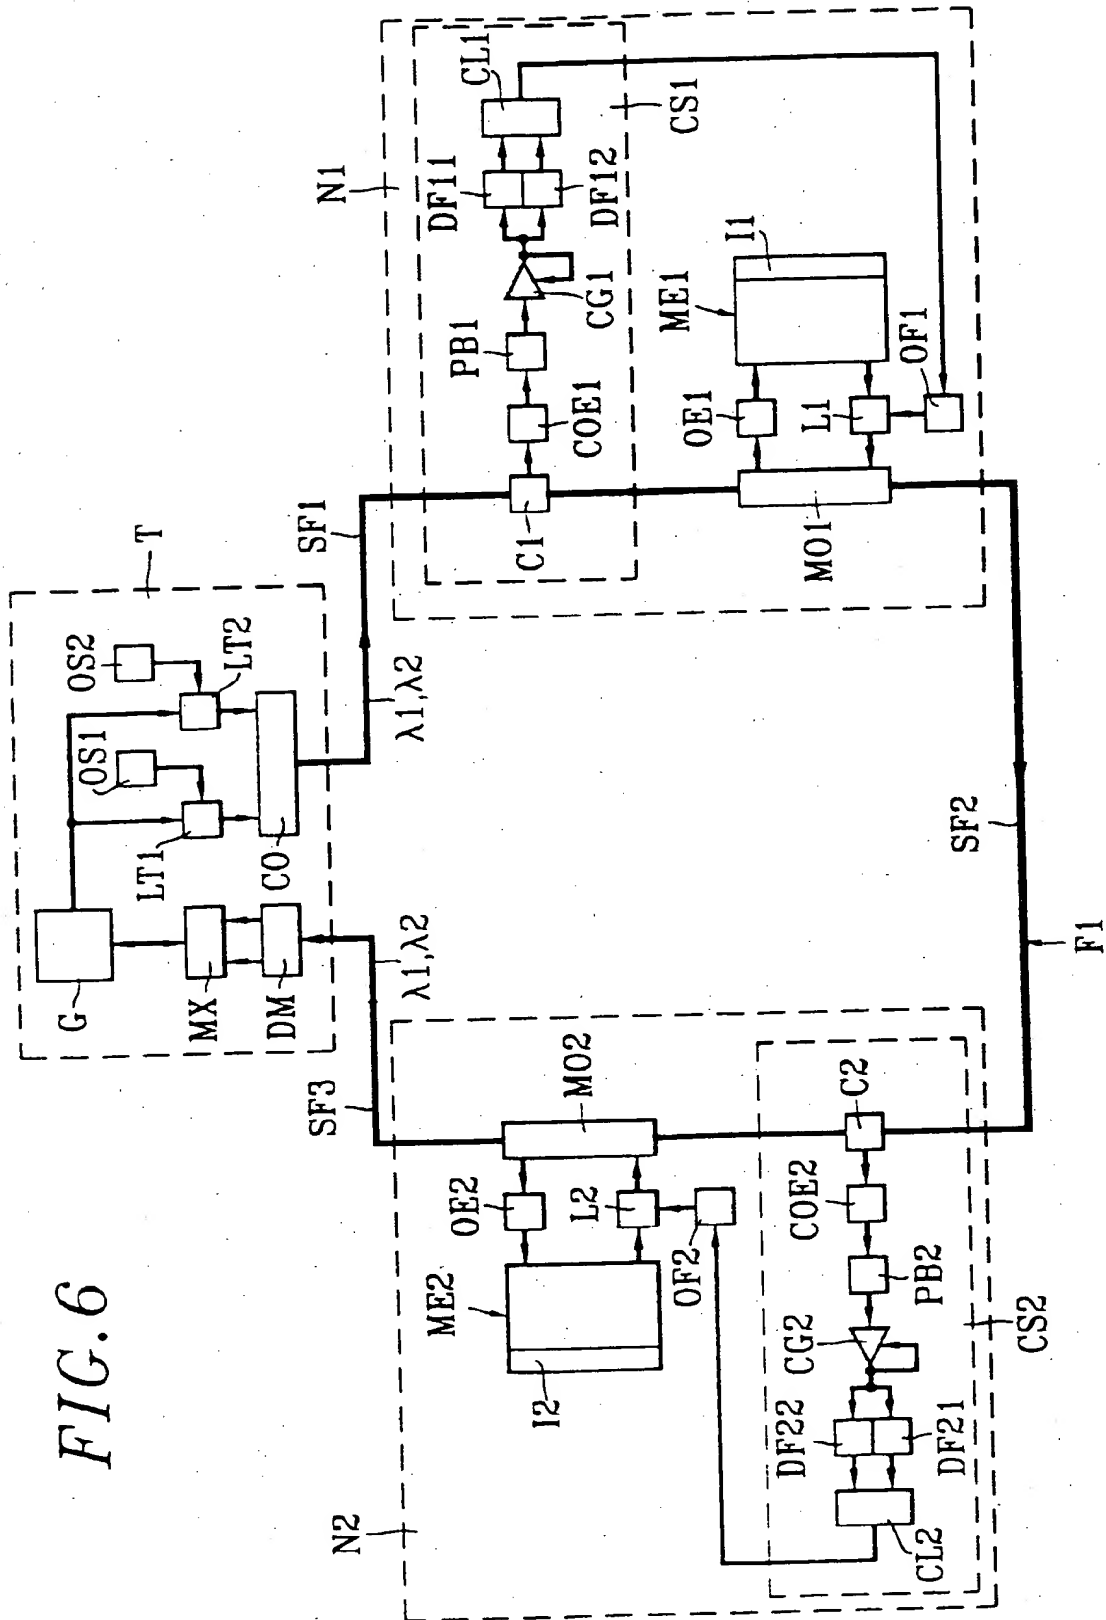 FIG.6
T
OS2
LT2
OS1
LT1
CO
G
MX
DM
λ1,λ2
SF1
λ1,λ2
SF3
N1
CL1
DF11
DF12
CS1
PB1
CG1
COE1
C1
ME1
I1
OE1
L1
OF1
MO1
SF2
F1
N2
MO2
OE2
L2
ME2
I2
OF2
C2
COE2
PB2
CG2
CS2
DF22
DF21
CL2